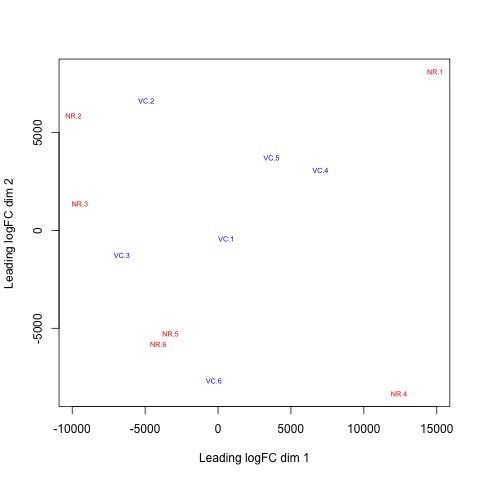 NR.1
VC.2
NR.2
VC.5
VC.4
NR.3
VC.1
VC.3
NR.5
NR.6
VC.6
NR.4
5000
0
-5000
Leading logFC dim 2
-10000 -5000 0 5000 10000 15000
Leading logFC dim 1